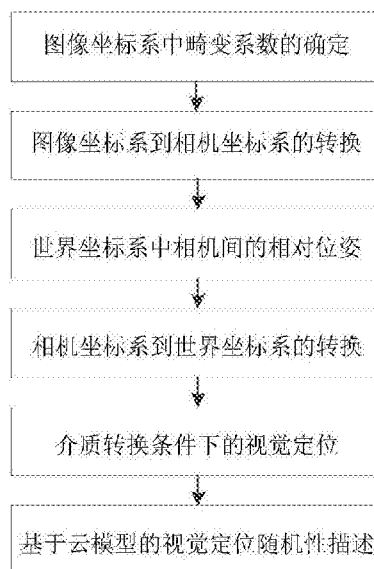 图像坐标系中畸变系数的确定
图像坐标系到相机坐标系的转换
世界坐标系中相机间的相对位姿
相机坐标系到世界坐标系的转换
介质转换条件下的视觉定位
基于云模型的视觉定位随机性描述